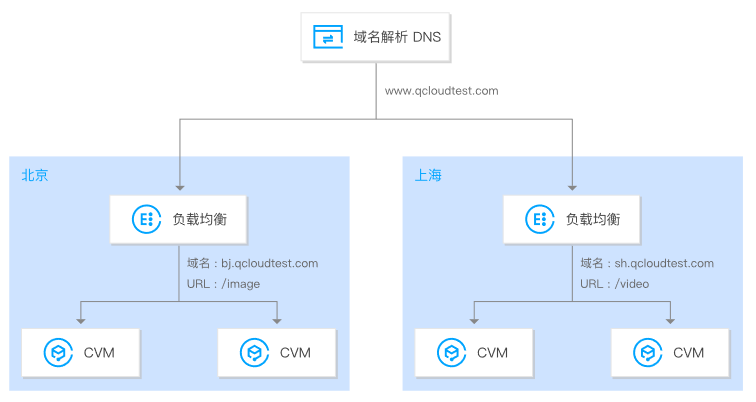 域名解析 DNS
www.qcloudtest.com
北京
负载均衡
域名：bj.qcloudtest.com
URL：/image
CVM
CVM
上海
负载均衡
域名：sh.qcloudtest.com
URL：/video
CVM
CVM